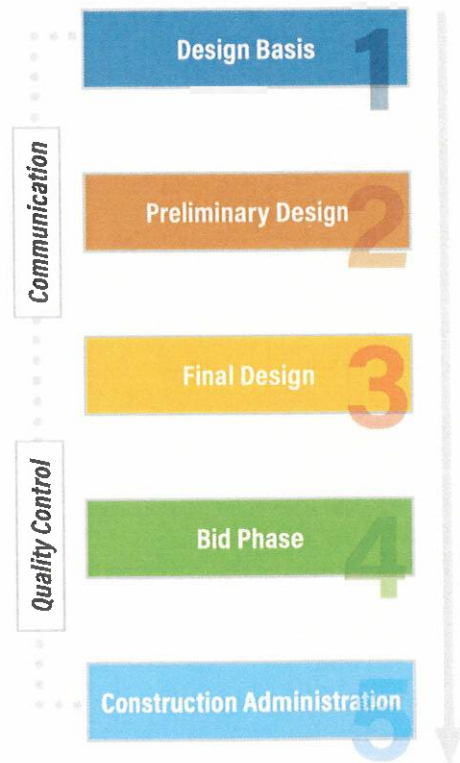 Design Basis
1
Communication
Preliminary Design
2
Final Design
3
Quality Control
Bid Phase
4
Construction Administration
5